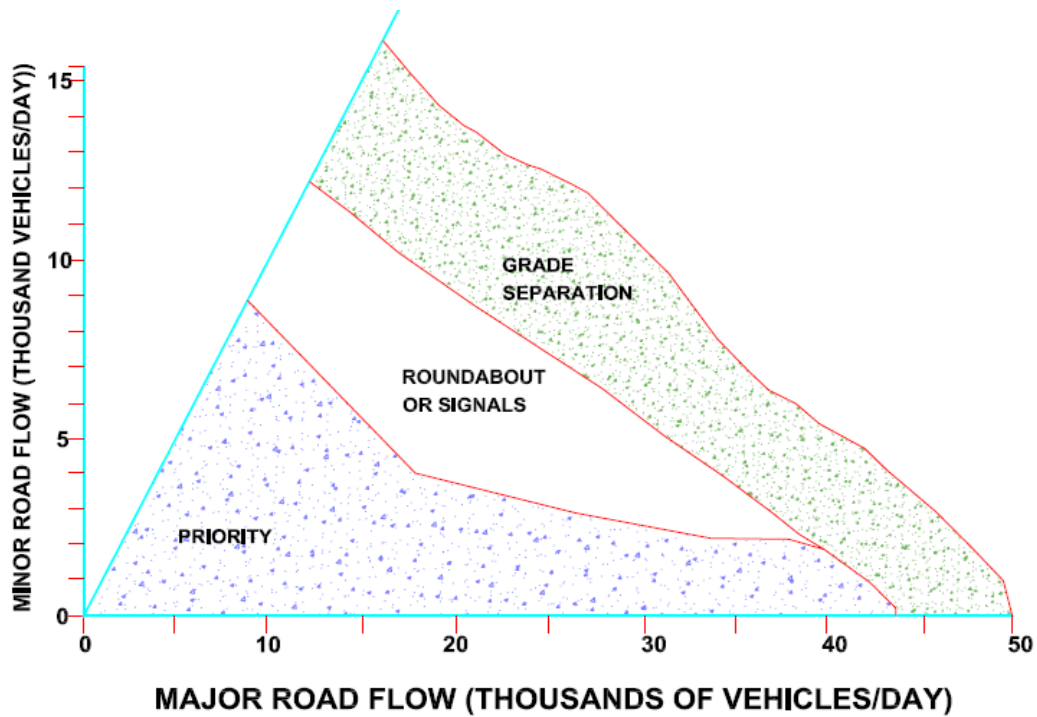 MINOR ROAD FLOW (THOUSAND VEHICLES/DAY))
15
10
5
0
GRADE
SEPARATION
ROUNDABOUT
OR SIGNALS
PRIORITY
0 10 20 30 40 50
MAJOR ROAD FLOW (THOUSANDS OF VEHICLES/DAY)